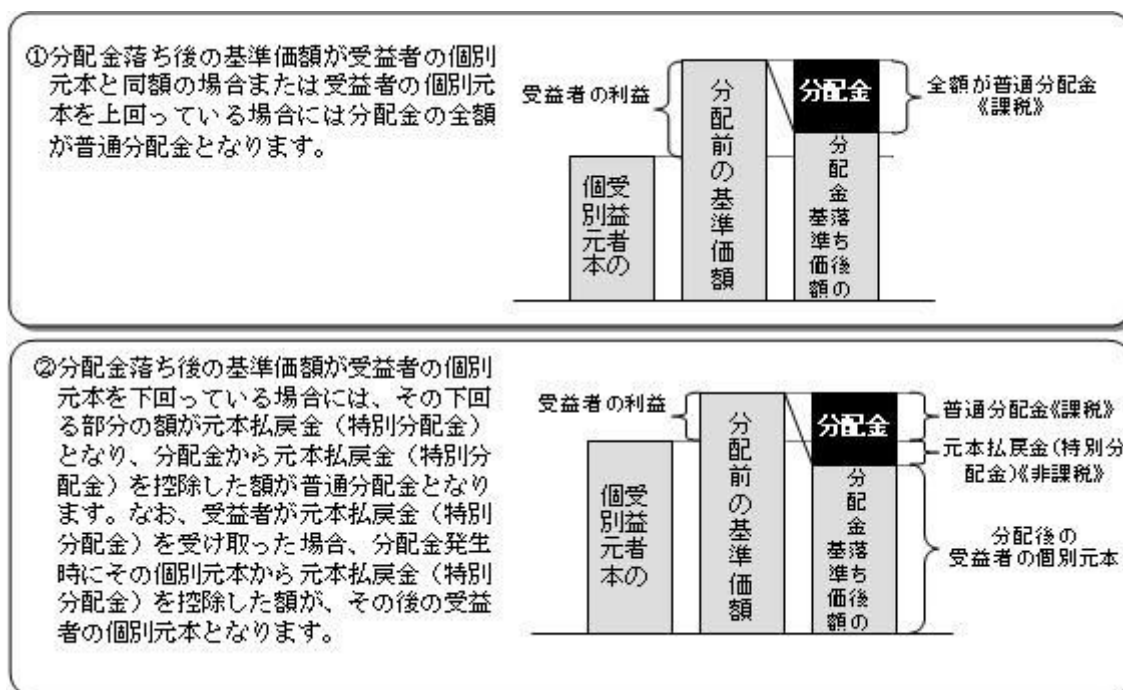 ①分配金落ち後の基準価額が受益者の個別
元本と同額の場合または受益者の個別元
本を上回っている場合には分配金の全額
が普通分配金となります。
受益者の利益
受益者の
個別元本
分配前の基準価額
分配金
分配金落ち後の
基準価額
全額が普通分配金
《課税》
②分配金落ち後の基準価額が受益者の個別
元本を下回っている場合には、その下回
る部分の額が元本払戻金（特別分配金）
となり、分配金から元本払戻金（特別分
配金）を控除した額が普通分配金となり
ます。なお、受益者が元本払戻金（特別
分配金）を受け取った場合、分配金発生
時にその個別元本から元本払戻金（特別
分配金）を控除した額が、その後の受益
者の個別元本となります。
受益者の利益
受益者の
個別元本
分配前の基準価額
分配金
分配金落ち後の
基準価額
普通分配金《課税》
元本払戻金(特別分
配金)《非課税》
分配後の
受益者の個別元本